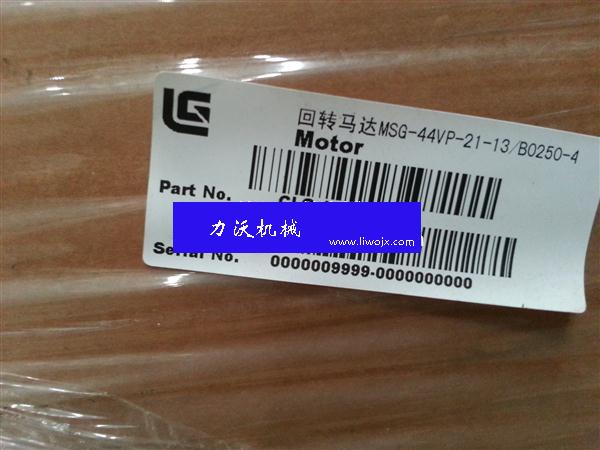 LG
回转马达MSG-44VP-21-13/B0250-4
Motor
Part No.
力沃机械
www.liwojx.com
Serial No.
0000009999-0000000000